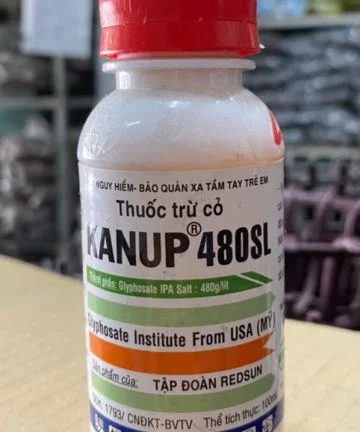 NGUY HIỂM- BẢO QUẢN XA TẦM TAY TRẺ EM
Thuốc trừ cỏ
KANUP® 480SL
Thành phần: Glyphosate IPA Salt : 480g/lít
Glyphosate Institute From USA (MỸ)
Sản phẩm của: TẬP ĐOÀN REDSUN
ĐK: 1793/ CNĐKT-BVTV Thể tích thực: 100ml